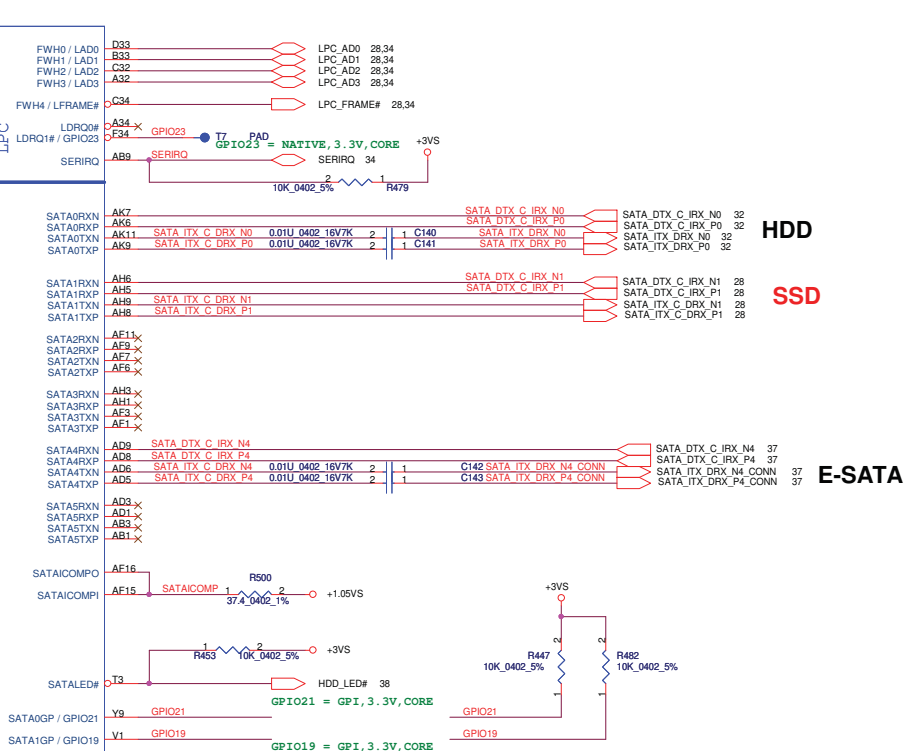 LPC
FWH0 / LAD0 D33 LPC_AD0 28,34
FWH1 / LAD1 B33 LPC_AD1 28,34
FWH2 / LAD2 C32 LPC_AD2 28,34
FWH3 / LAD3 A32 LPC_AD3 28,34
FWH4 / LFRAME# C34 LPC_FRAME# 28,34
LDRQ0# A34
LDRQ1# / GPIO23 F34 GPIO23 T7 PAD
GPIO23 = NATIVE,3.3V,CORE +3VS
SERIRQ AB9 SERIRQ SERIRQ 34
2 1
10K_0402_5% R479
SATA0RXN AK7 SATA_DTX_C_IRX_N0 SATA_DTX_C_IRX_N0 32
SATA0RXP AK6 SATA_DTX_C_IRX_P0 SATA_DTX_C_IRX_P0 32
SATA0TXN AK11 SATA_ITX_C_DRX_N0 0.01U_0402_16V7K 2 1 C140 SATA_ITX_DRX_N0 SATA_ITX_DRX_N0 32
SATA0TXP AK9 SATA_ITX_C_DRX_P0 0.01U_0402_16V7K 2 1 C141 SATA_ITX_DRX_P0 SATA_ITX_DRX_P0 32
HDD
SATA1RXN AH6 SATA_DTX_C_IRX_N1 SATA_DTX_C_IRX_N1 28
SATA1RXP AH5 SATA_DTX_C_IRX_P1 SATA_DTX_C_IRX_P1 28
SATA1TXN AH9 SATA_ITX_C_DRX_N1 SATA_ITX_C_DRX_N1 28
SATA1TXP AH8 SATA_ITX_C_DRX_P1 SATA_ITX_C_DRX_P1 28
SSD
SATA2RXN AF11
SATA2RXP AF9
SATA2TXN AF7
SATA2TXP AF6
SATA3RXN AH3
SATA3RXP AH1
SATA3TXN AF3
SATA3TXP AF1
SATA4RXN AD9 SATA_DTX_C_IRX_N4 SATA_DTX_C_IRX_N4 37
SATA4RXP AD8 SATA_DTX_C_IRX_P4 SATA_DTX_C_IRX_P4 37
SATA4TXN AD6 SATA_ITX_C_DRX_N4 0.01U_0402_16V7K 2 1 C142 SATA_ITX_DRX_N4_CONN SATA_ITX_DRX_N4_CONN 37
SATA4TXP AD5 SATA_ITX_C_DRX_P4 0.01U_0402_16V7K 2 1 C143 SATA_ITX_DRX_P4_CONN SATA_ITX_DRX_P4_CONN 37
E-SATA
SATA5RXN AD3
SATA5RXP AD1
SATA5TXN AB3
SATA5TXP AB1
SATAICOMPO AF16
R500
SATAICOMPI AF15 SATAICOMP 1 2 +1.05VS
37.4_0402_1%
+3VS
1 2 +3VS
R453 10K_0402_5%
2 2
R447 R482
10K_0402_5% 10K_0402_5%
1 1
SATALED# T3 HDD_LED# 38
GPIO21 = GPI,3.3V,CORE
SATA0GP / GPIO21 Y9 GPIO21 GPIO21
SATA1GP / GPIO19 V1 GPIO19 GPIO19
GPIO19 = GPI,3.3V,CORE